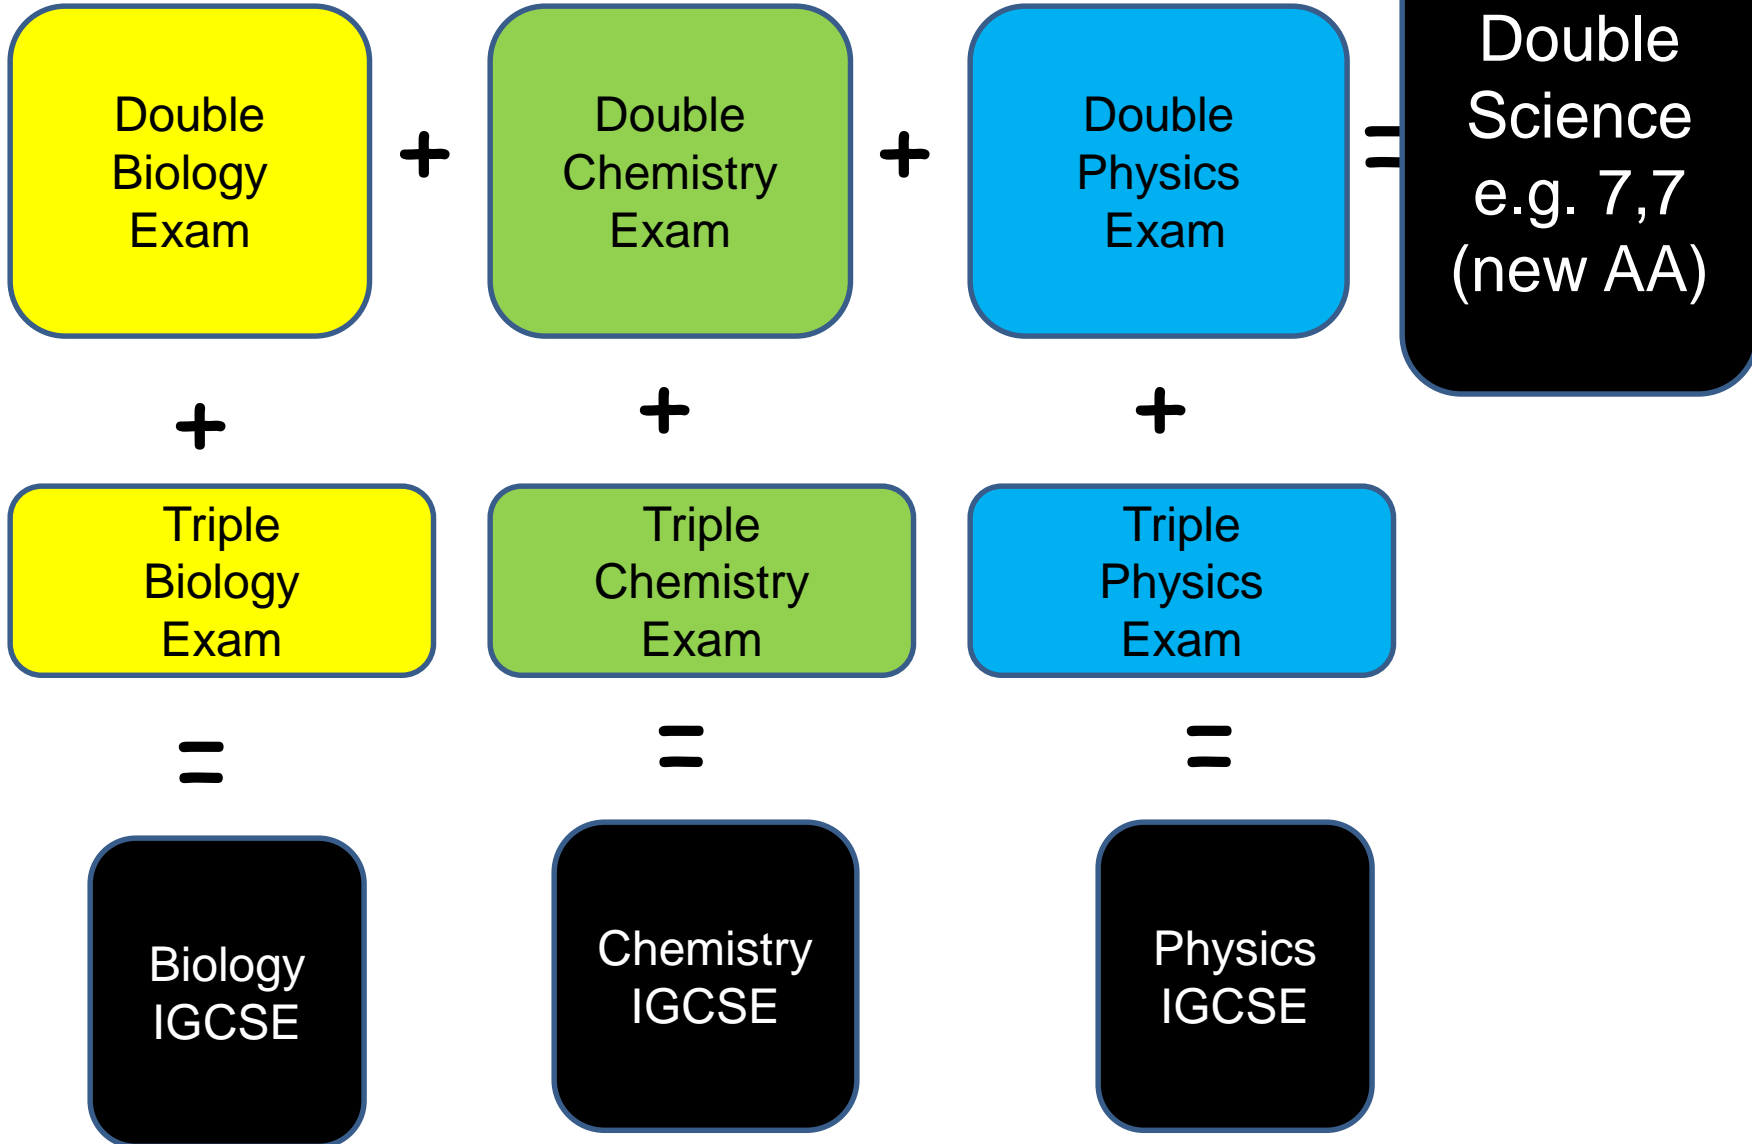 Double
Biology
Exam
+
Double
Chemistry
Exam
+
Double
Physics
Exam
=
Double
Science
e.g. 7,7
(new AA)
+
+
+
Triple
Biology
Exam
Triple
Chemistry
Exam
Triple
Physics
Exam
=
=
=
Biology
IGCSE
Chemistry
IGCSE
Physics
IGCSE